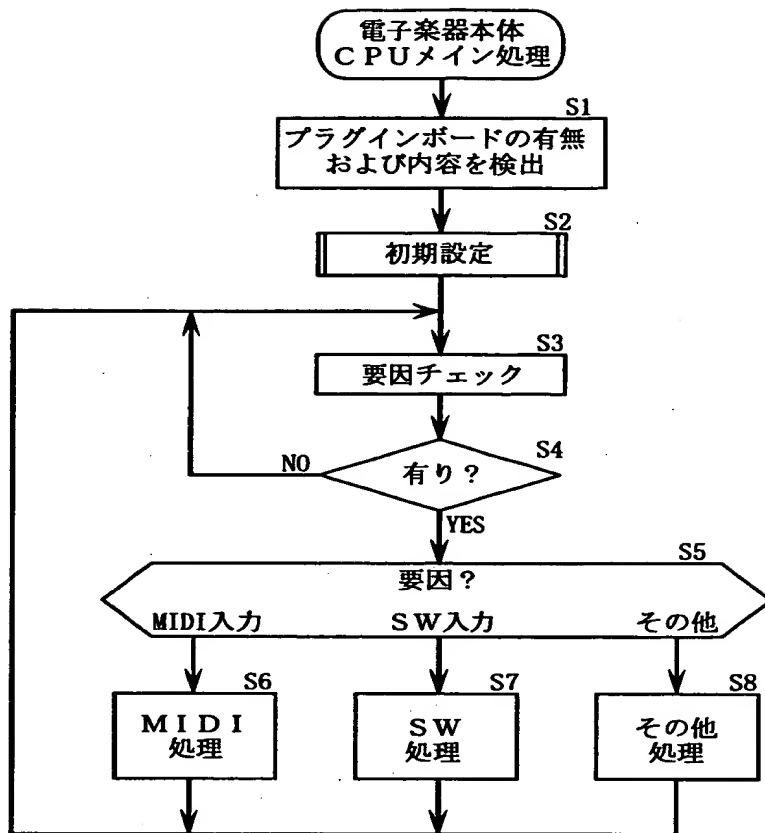 電子楽器本体
ＣＰＵメイン処理
S1
プラグインボードの有無
および内容を検出
S2
初期設定
S3
要因チェック
S4
有り？
NO
YES
S5
要因？
MIDI入力
ＳＷ入力
その他
S6
ＭＩＤＩ
処理
S7
ＳＷ
処理
S8
その他
処理